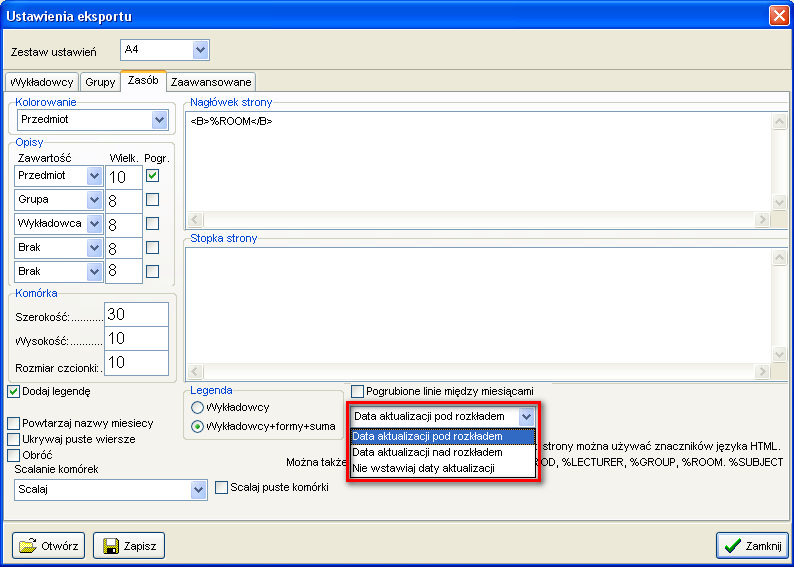 Ustawienia eksportu
Zestaw ustawień
A4
Wykładowcy
Grupy
Zasób
Zaawansowane
Kolorowanie
Przedmiot
Opisy
Zawartość Wielk. Pogr.
Przedmiot 10
Grupa 8
Wykładowca 8
Brak 8
Brak 8
Komórka
Szerokość:........... 30
Wysokość:........... 10
Rozmiar czcionki:. 10
Nagłówek strony
<B>%ROOM</B>
Stopka strony
Dodaj legendę
Powtarzaj nazwy miesiecy
Ukrywaj puste wiersze
Obróć
Scalanie komórek
Scalaj
Scalaj puste komórki
Legenda
Wykładowcy
Wykładowcy+formy+suma
Pogrubione linie między miesiącami
Data aktualizacji pod rozkładem
Data aktualizacji pod rozkładem
Data aktualizacji nad rozkładem
Nie wstawiaj daty aktualizacji
strony można używać znaczników języka HTML.
Można także OD, %LECTURER, %GROUP, %ROOM. %SUBJECT
Otwórz
Zapisz
Zamknij